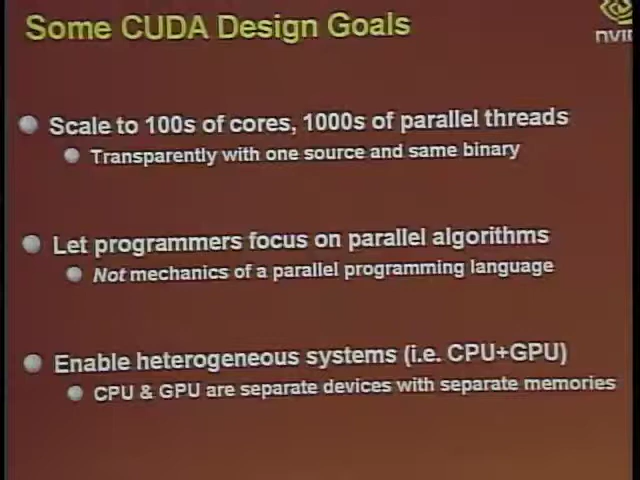 Some CUDA Design Goals
Scale to 100s of cores, 1000s of parallel threads
Transparently with one source and same binary
Let programmers focus on parallel algorithms
Not mechanics of a parallel programming language
Enable heterogeneous systems (i.e. CPU+GPU)
CPU & GPU are separate devices with separate memories